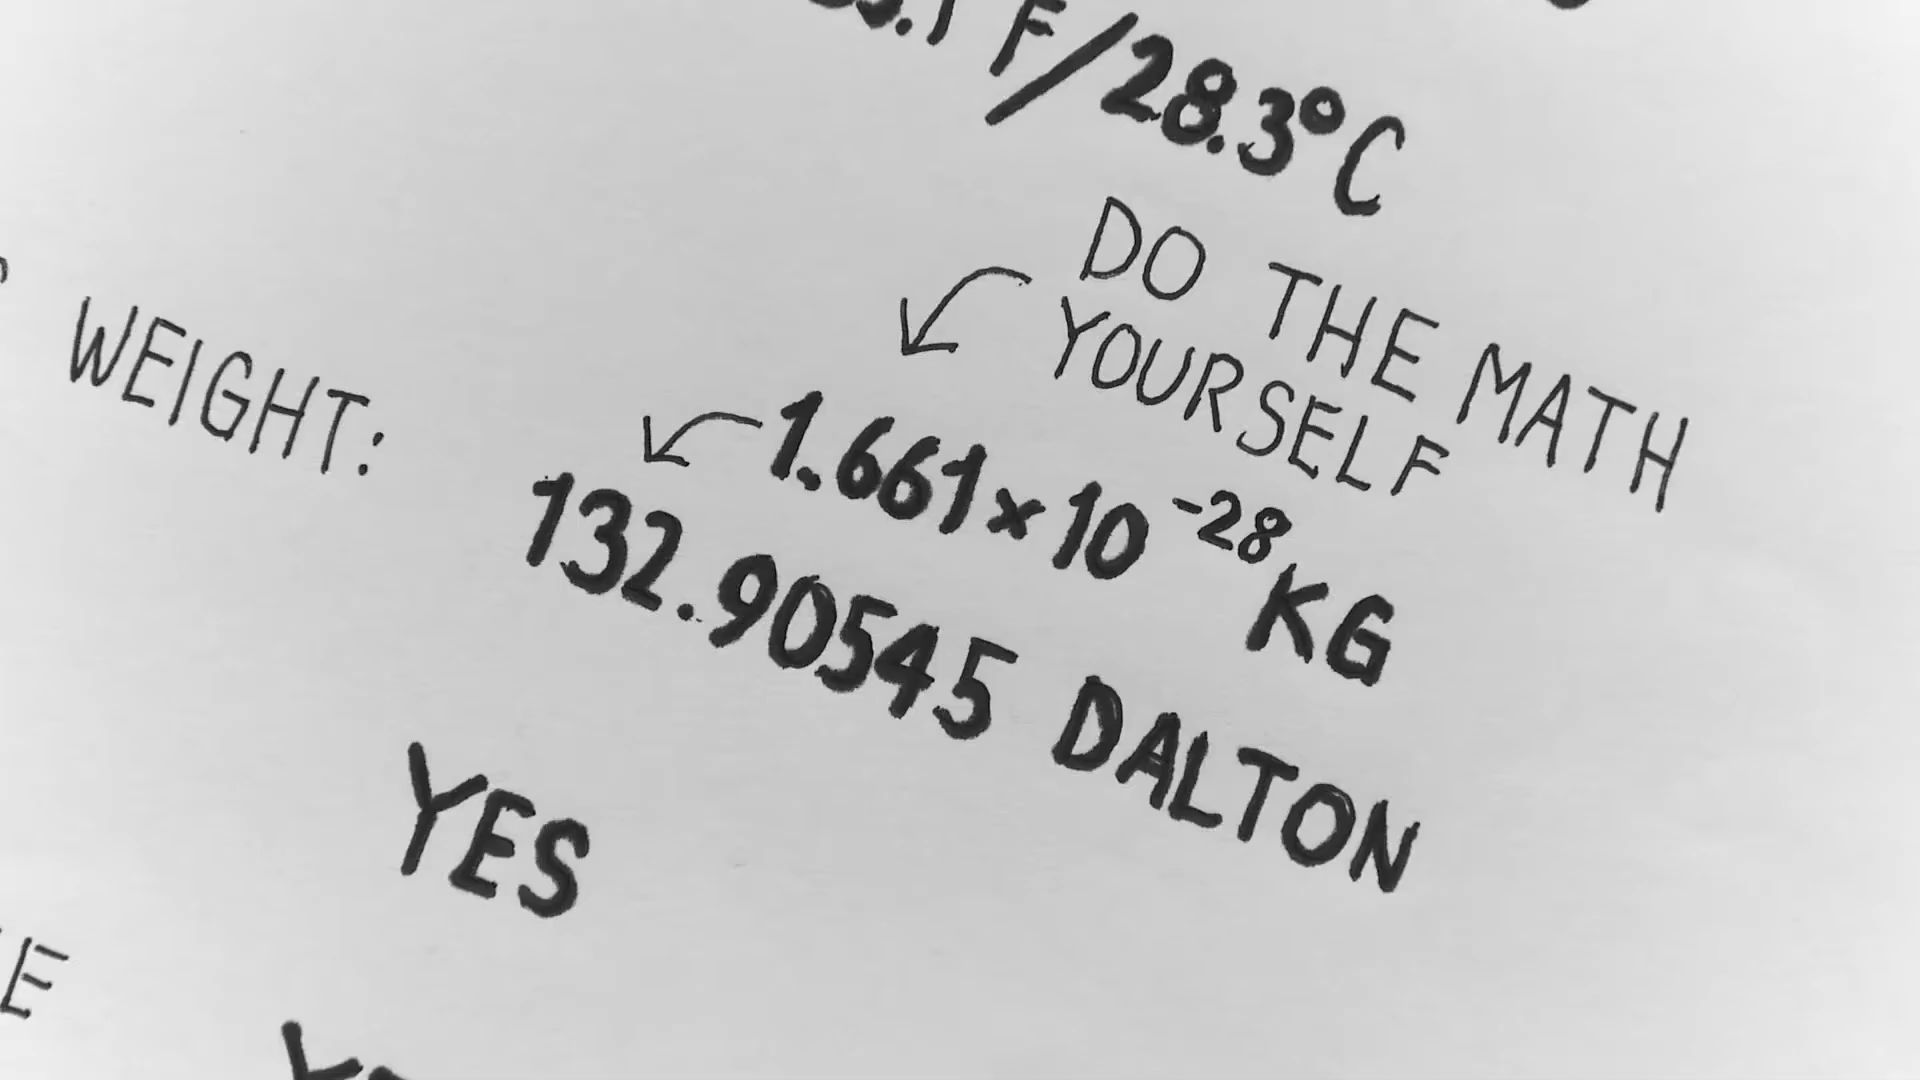 F/28.3°C
DO THE MATH
YOURSELF
WEIGHT:
1.661×10⁻²⁸ KG
132.90545 DALTON
YES